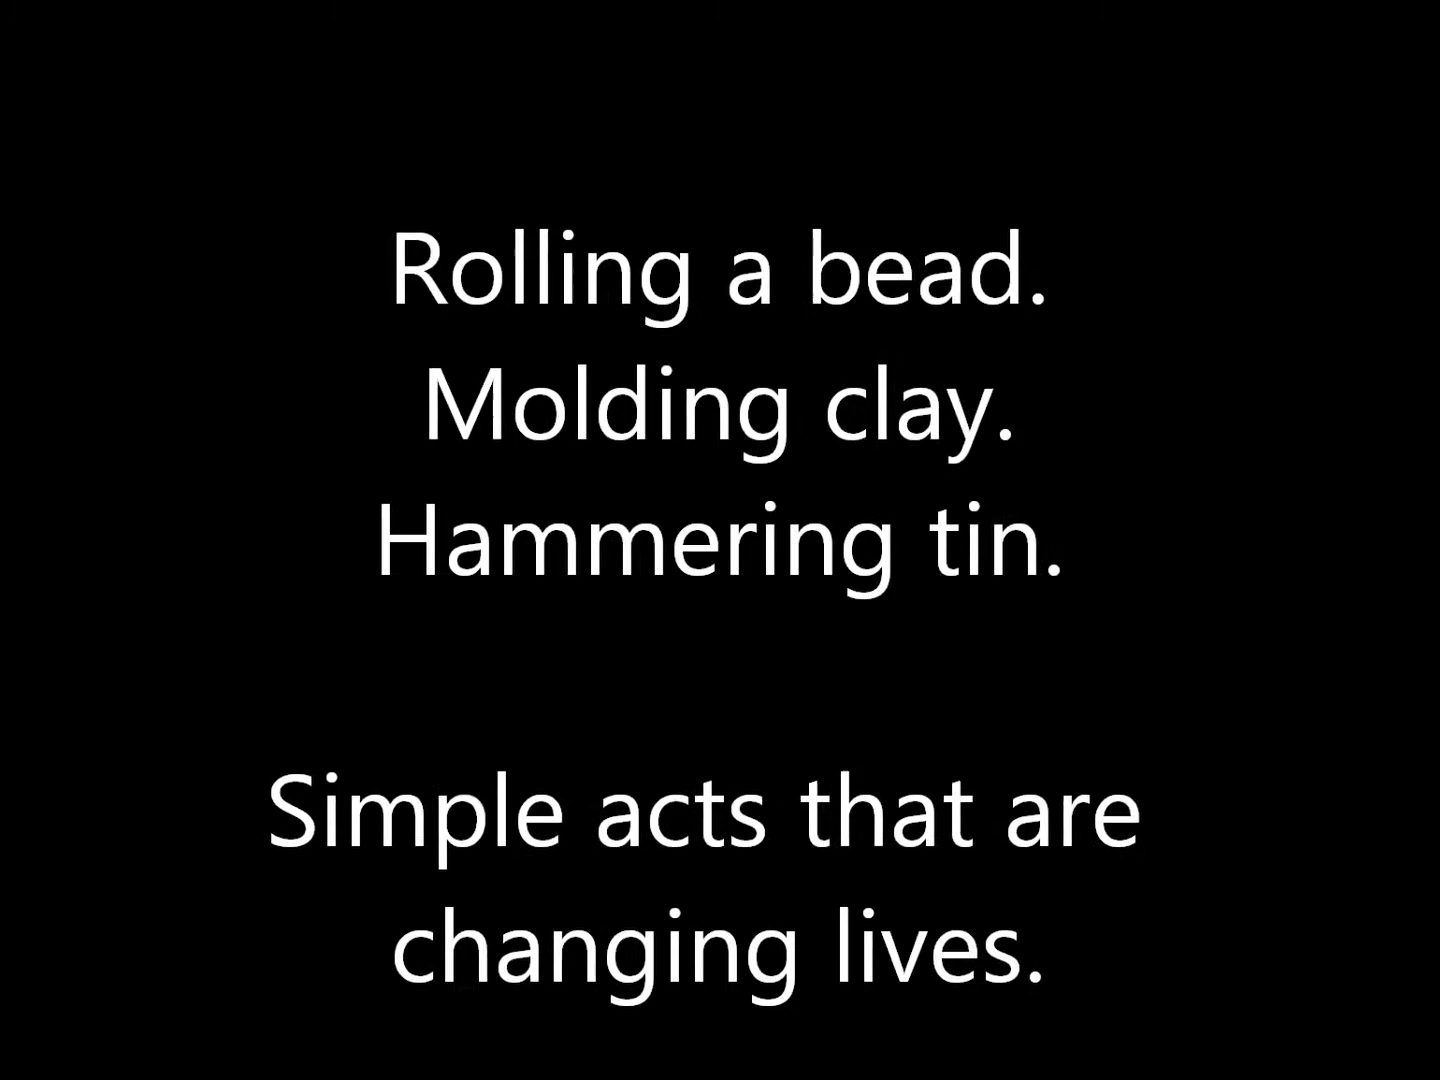 Rolling a bead.
Molding clay.
Hammering tin.
Simple acts that are
changing lives.